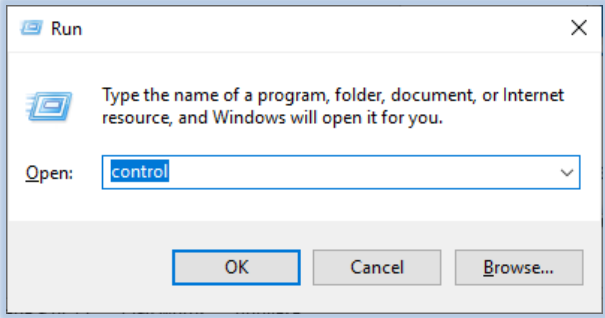 Run
Type the name of a program, folder, document, or Internet
resource, and Windows will open it for you.
Open: control
OK Cancel Browse...